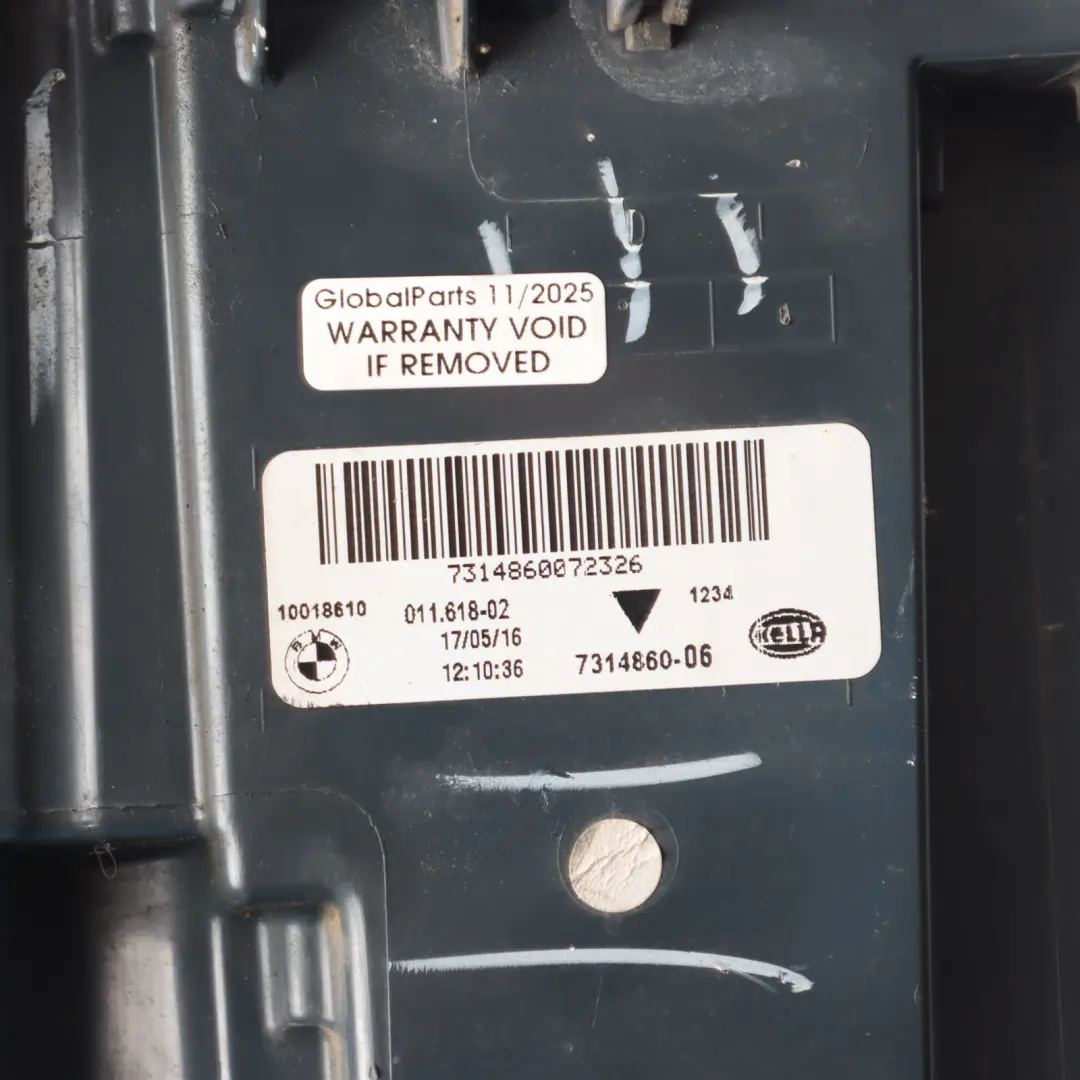 GlobalParts 11/2025
WARRANTY VOID
IF REMOVED
7314860072326
10018610
011.618-02
1234
17/05/16
BMW
HELLA
12:10:36
7314860-06